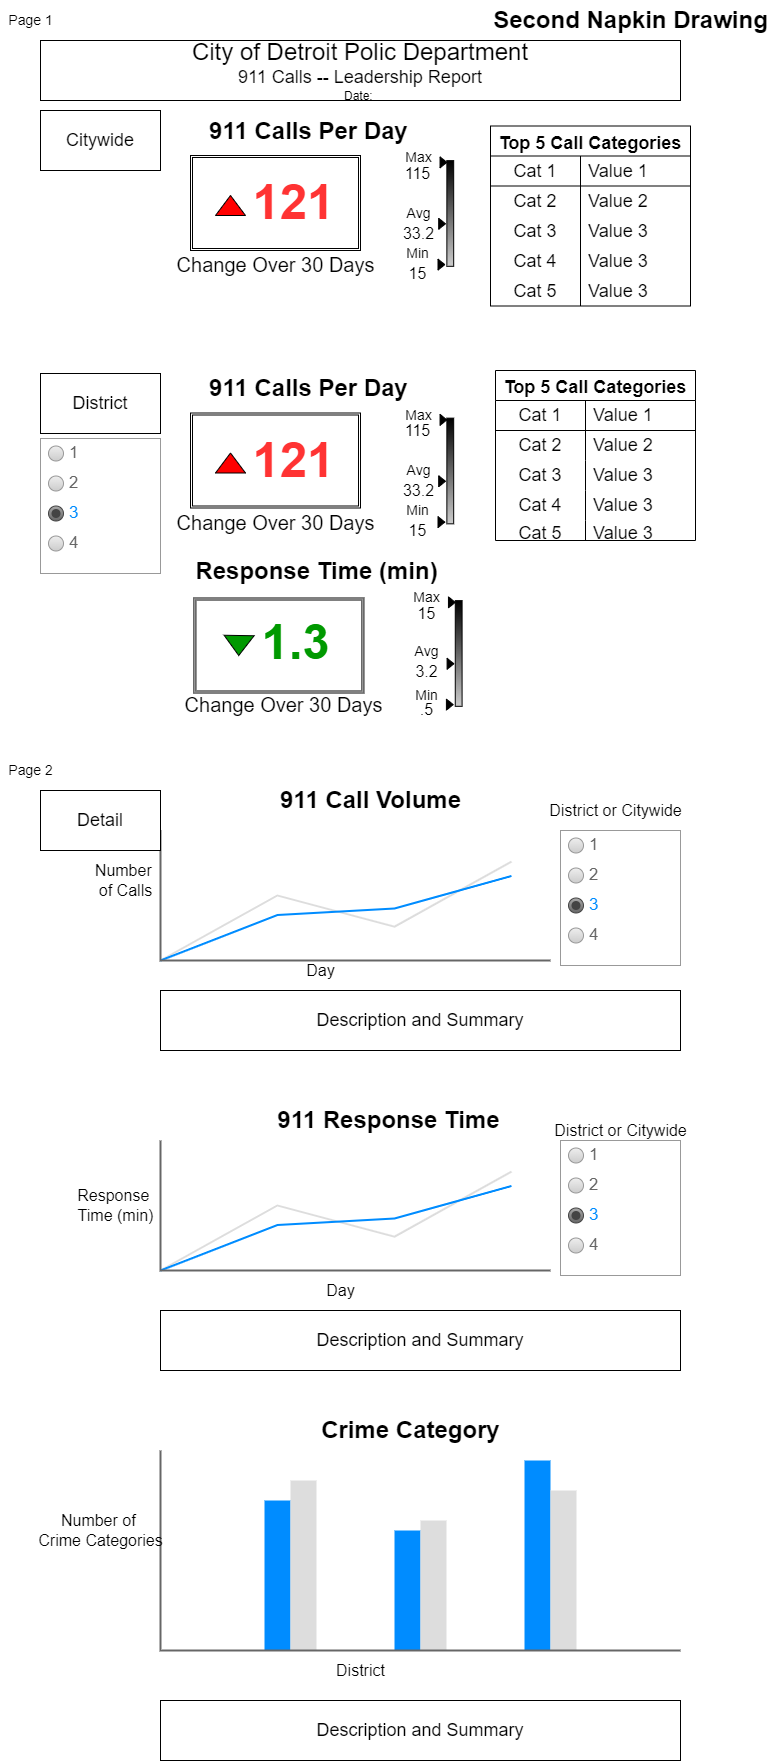 Page 1
Second Napkin Drawing
City of Detroit Polic Department
911 Calls -- Leadership Report
Date:
Citywide
911 Calls Per Day
121
Change Over 30 Days
Max
115
Avg
33.2
Min
15
Top 5 Call Categories
Cat 1 Value 1
Cat 2 Value 2
Cat 3 Value 3
Cat 4 Value 3
Cat 5 Value 3
District
1
2
3
4
911 Calls Per Day
121
Change Over 30 Days
Max
115
Avg
33.2
Min
15
Top 5 Call Categories
Cat 1 Value 1
Cat 2 Value 2
Cat 3 Value 3
Cat 4 Value 3
Cat 5 Value 3
Response Time (min)
1.3
Change Over 30 Days
Max
15
Avg
3.2
Min
.5
Page 2
Detail
911 Call Volume
Number
of Calls
Day
District or Citywide
1
2
3
4
Description and Summary
911 Response Time
Response
Time (min)
Day
District or Citywide
1
2
3
4
Description and Summary
Crime Category
Number of
Crime Categories
District
Description and Summary